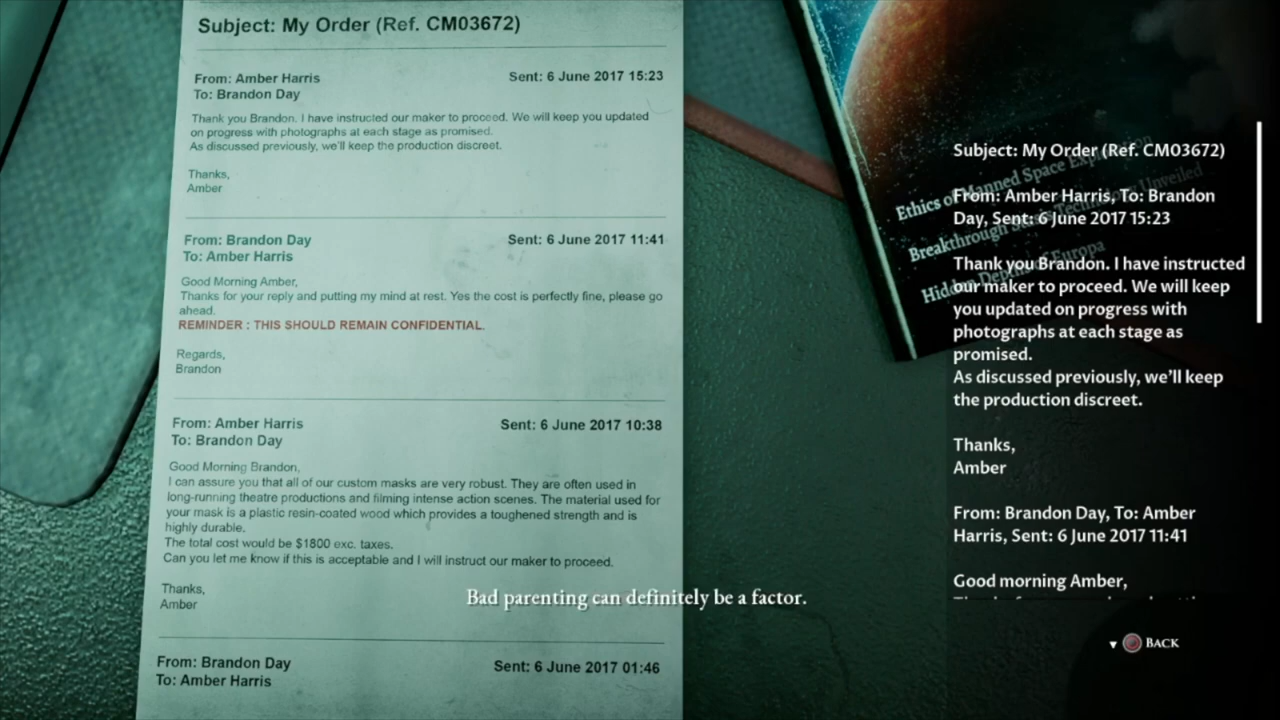 Subject: My Order (Ref. CM03672)
From: Amber Harris
Sent: 6 June 2017 15:23
To: Brandon Day
Thank you Brandon. I have instructed our maker to proceed. We will keep you updated
on progress with photographs at each stage as promised.
As discussed previously, we'll keep the production discreet.
Thanks,
Amber
From: Brandon Day
Sent: 6 June 2017 11:41
To: Amber Harris
Good Morning Amber,
Thanks for your reply and putting my mind at rest. Yes the cost is perfectly fine, please go
ahead.
REMINDER : THIS SHOULD REMAIN CONFIDENTIAL.
Regards,
Brandon
From: Amber Harris
Sent: 6 June 2017 10:38
To: Brandon Day
Good Morning Brandon,
I can assure you that all of our custom masks are very robust. They are often used in
long-running theatre productions and filming intense action scenes. The material used for
your mask is a plastic resin-coated wood which provides a toughened strength and is
highly durable.
The total cost would be $1800 exc. taxes.
Can you let me know if this is acceptable and I will instruct our maker to proceed.
Thanks,
Amber
From: Brandon Day
Sent: 6 June 2017 01:46
To: Amber Harris
Bad parenting can definitely be a factor.
Ethics of Manned Space Exploration
Breakthrough Technology Unveiled
Hidden Depths of Europa
Subject: My Order (Ref. CM03672)
From: Amber Harris, To: Brandon
Day, Sent: 6 June 2017 15:23
Thank you Brandon. I have instructed
our maker to proceed. We will keep
you updated on progress with
photographs at each stage as
promised.
As discussed previously, we'll keep
the production discreet.
Thanks,
Amber
From: Brandon Day, To: Amber
Harris, Sent: 6 June 2017 11:41
Good morning Amber,
BACK